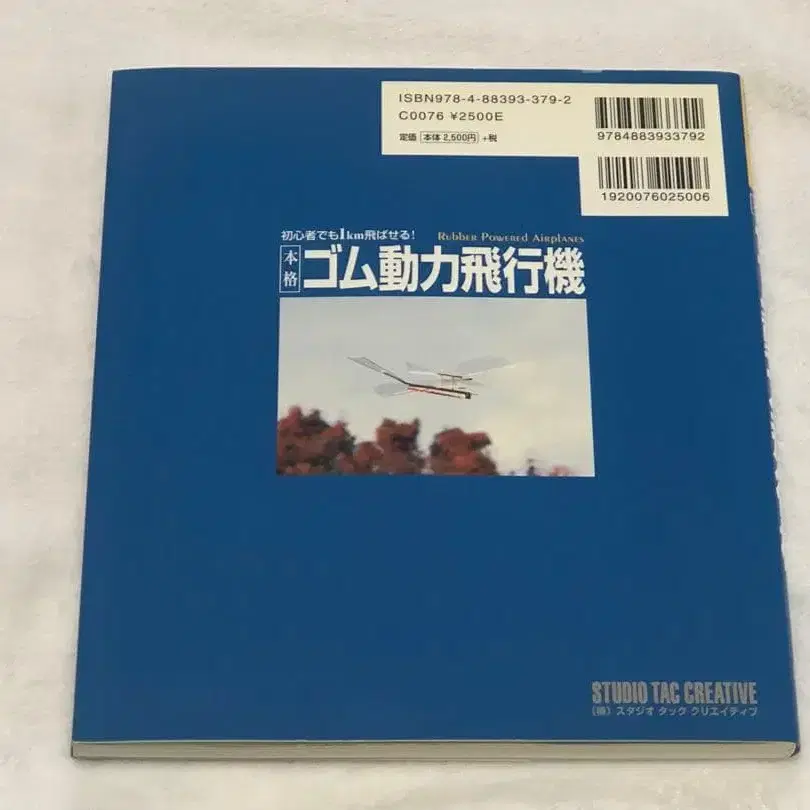 ISBN978-4-88393-379-2
C0076 ¥2500E
定価 本体 2,500円 +税
9784883933792
1920076025006
初心者でも1km飛ばせる!
RUBBER POWERED AIRPLANES
本格 ゴム動力飛行機
STUDIO TAC CREATIVE
(株)スタジオ タック クリエイティブ